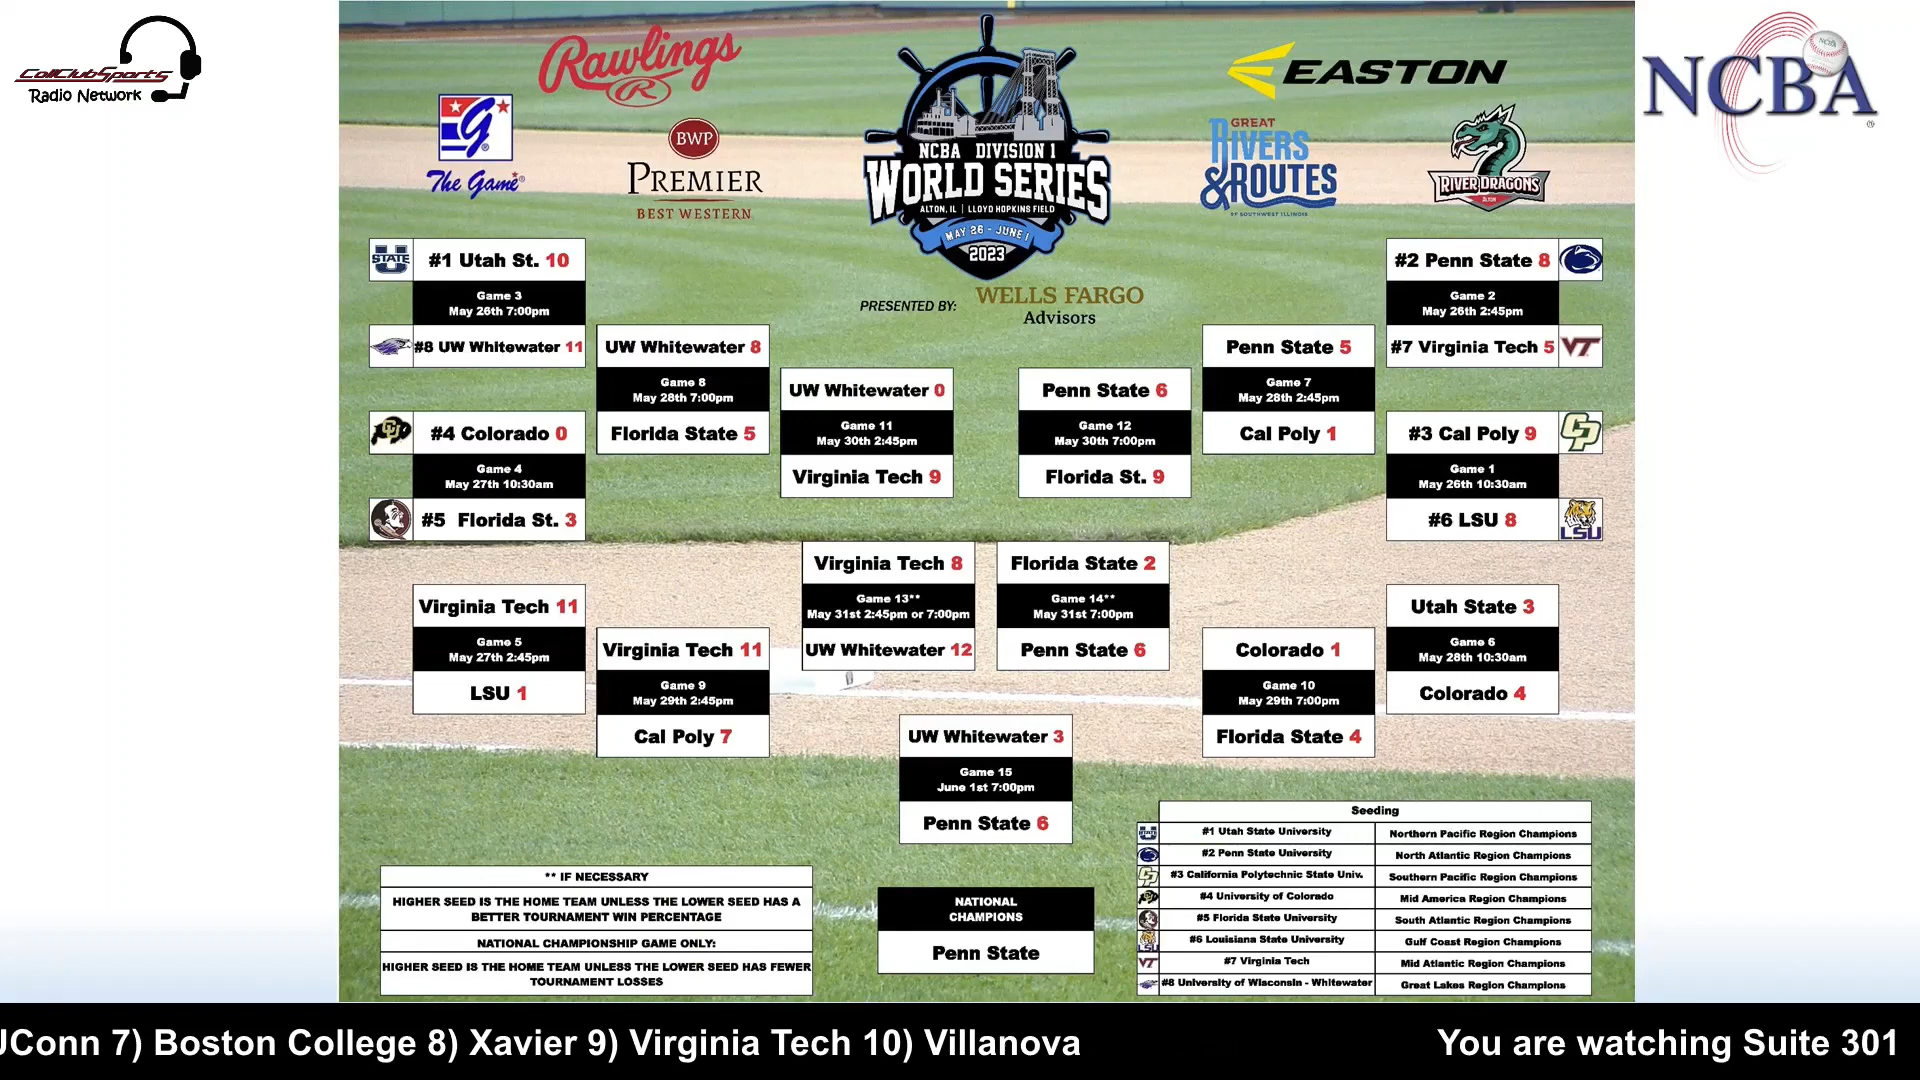 CollClubSports
Radio Network
Rawlings
R
G
The Game
BWP
PREMIER
BEST WESTERN
NCBA DIVISION 1
WORLD SERIES
ALTON, IL | LLOYD HOPKINS FIELD
MAY 26 - JUNE 1
2023
PRESENTED BY:
WELLS FARGO
Advisors
EASTON
GREAT
RIVERS
&ROUTES
OF SOUTHWEST ILLINOIS
RIVER DRAGONS
ALTON
NCBA
#1 Utah St. 10
Game 3
May 26th 7:00pm
#8 UW Whitewater 11
#4 Colorado 0
Game 4
May 27th 10:30am
#5 Florida St. 3
UW Whitewater 8
Game 8
May 28th 7:00pm
Florida State 5
UW Whitewater 0
Game 11
May 30th 2:45pm
Virginia Tech 9
Penn State 6
Game 12
May 30th 7:00pm
Florida St. 9
Penn State 5
Game 7
May 28th 2:45pm
Cal Poly 1
#2 Penn State 8
Game 2
May 26th 2:45pm
#7 Virginia Tech 5
#3 Cal Poly 9
Game 1
May 26th 10:30am
#6 LSU 8
Virginia Tech 11
Game 5
May 27th 2:45pm
LSU 1
Virginia Tech 11
Game 9
May 29th 2:45pm
Cal Poly 7
Virginia Tech 8
Game 13**
May 31st 2:45pm or 7:00pm
UW Whitewater 12
Florida State 2
Game 14**
May 31st 7:00pm
Penn State 6
Colorado 1
Game 10
May 29th 7:00pm
Florida State 4
Utah State 3
Game 6
May 28th 10:30am
Colorado 4
UW Whitewater 3
Game 15
June 1st 7:00pm
Penn State 6
NATIONAL
CHAMPIONS
Penn State
** IF NECESSARY
HIGHER SEED IS THE HOME TEAM UNLESS THE LOWER SEED HAS A
BETTER TOURNAMENT WIN PERCENTAGE
NATIONAL CHAMPIONSHIP GAME ONLY:
HIGHER SEED IS THE HOME TEAM UNLESS THE LOWER SEED HAS FEWER
TOURNAMENT LOSSES
Seeding
#1 Utah State University Northern Pacific Region Champions
#2 Penn State University North Atlantic Region Champions
#3 California Polytechnic State Univ. Southern Pacific Region Champions
#4 University of Colorado Mid America Region Champions
#5 Florida State University South Atlantic Region Champions
#6 Louisiana State University Gulf Coast Region Champions
#7 Virginia Tech Mid Atlantic Region Champions
#8 University of Wisconsin - Whitewater Great Lakes Region Champions
UConn 7) Boston College 8) Xavier 9) Virginia Tech 10) Villanova
You are watching Suite 301